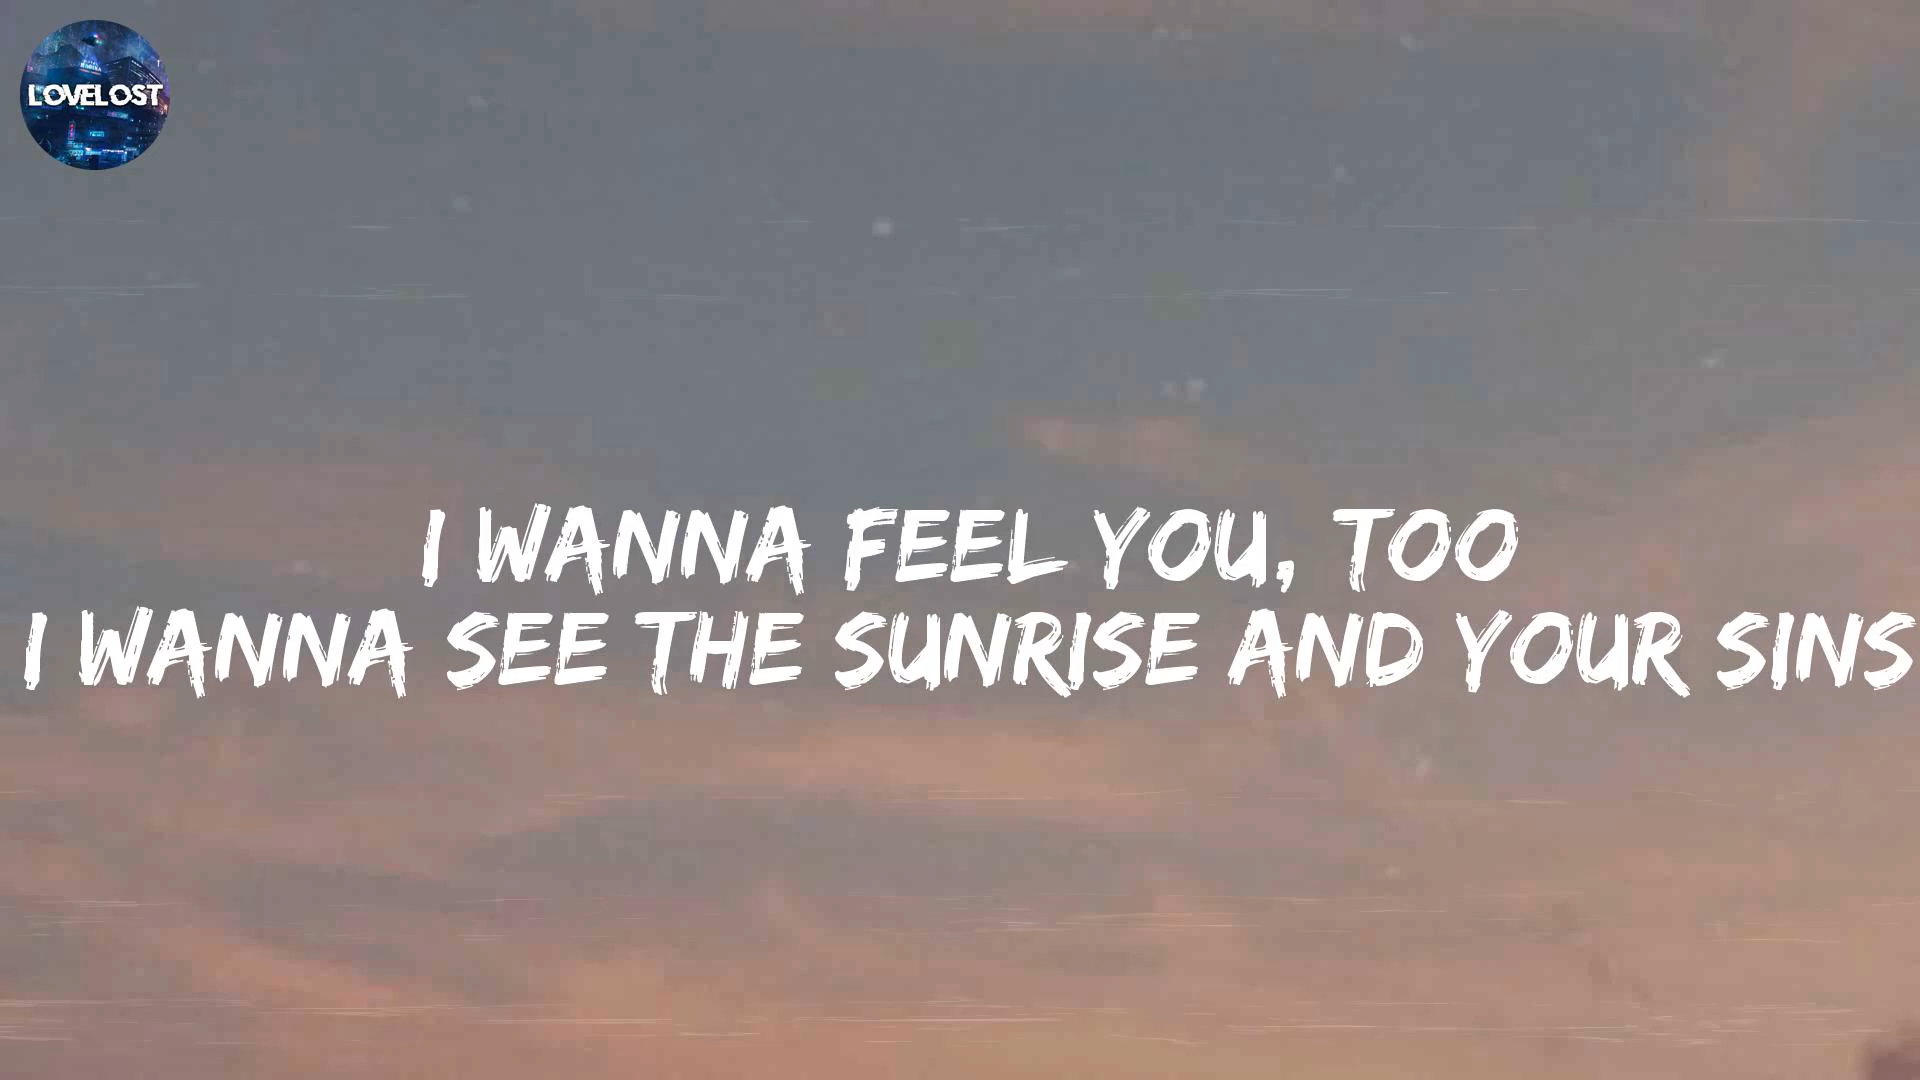 LOVELOST
I WANNA FEEL YOU, TOO
I WANNA SEE THE SUNRISE AND YOUR SINS